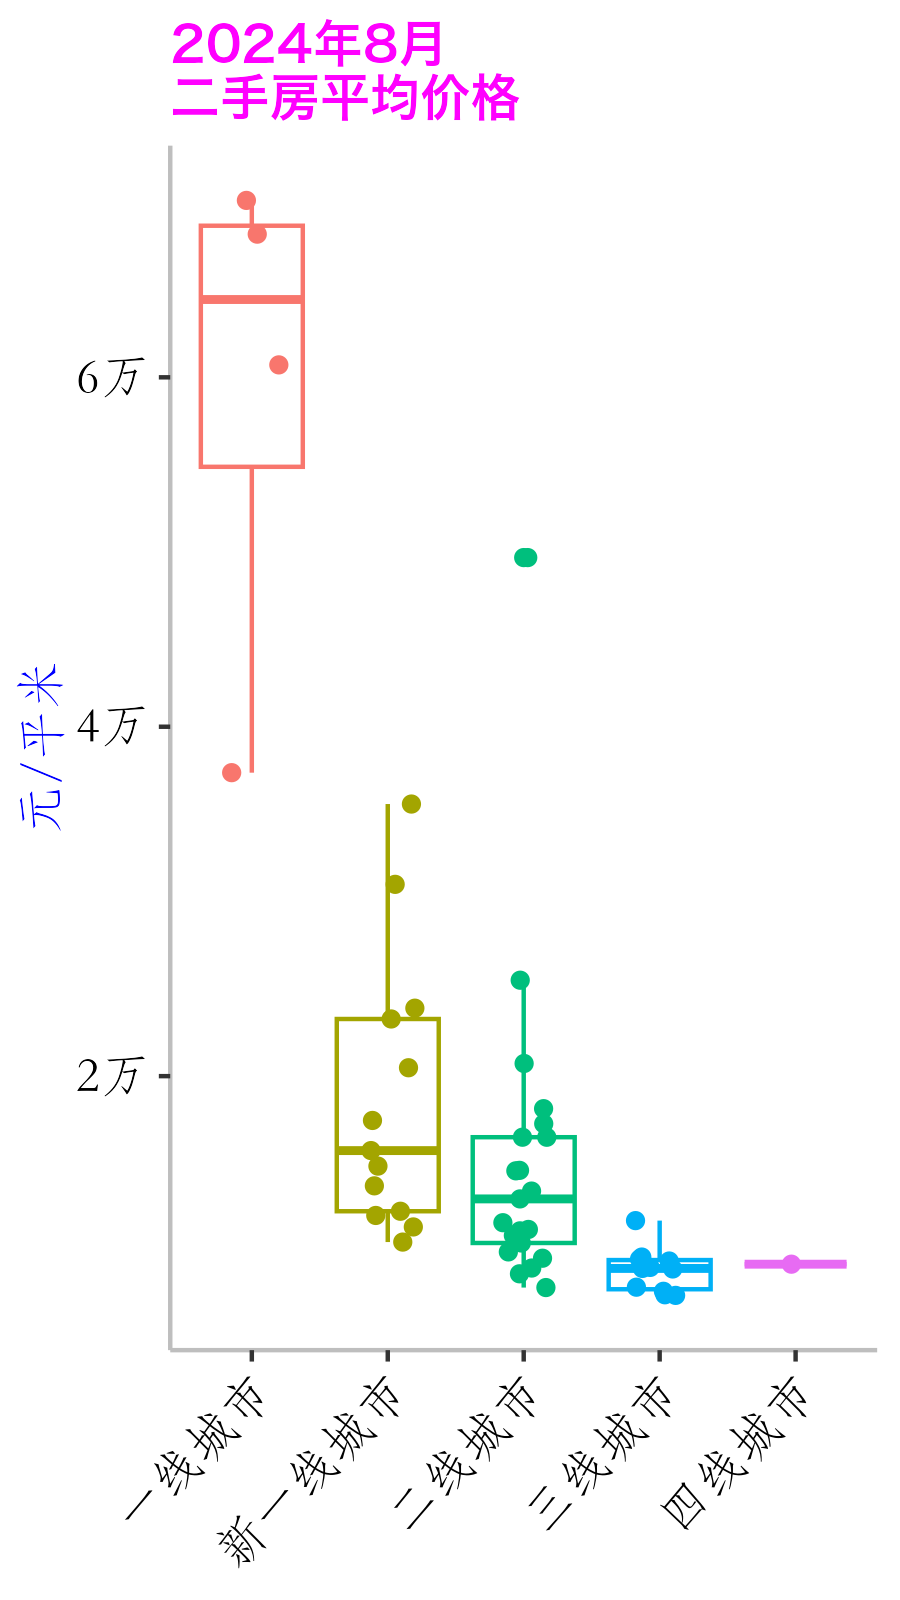 2024年8月
二手房平均价格
6万
4万
2万
元/平米
一线城市
新一线城市
二线城市
三线城市
四线城市